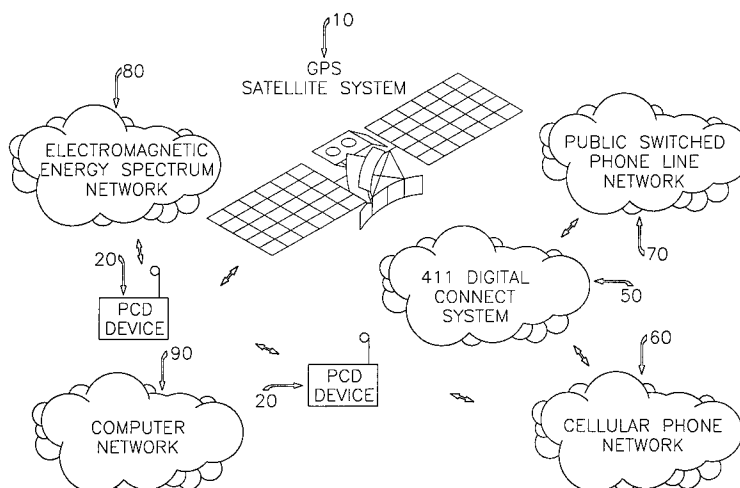 10
GPS
SATELLITE SYSTEM
80
ELECTROMAGNETIC
ENERGY SPECTRUM
NETWORK
PUBLIC SWITCHED
PHONE LINE
NETWORK
70
20
PCD
DEVICE
411 DIGITAL
CONNECT
SYSTEM
50
90
COMPUTER
NETWORK
20
PCD
DEVICE
60
CELLULAR PHONE
NETWORK